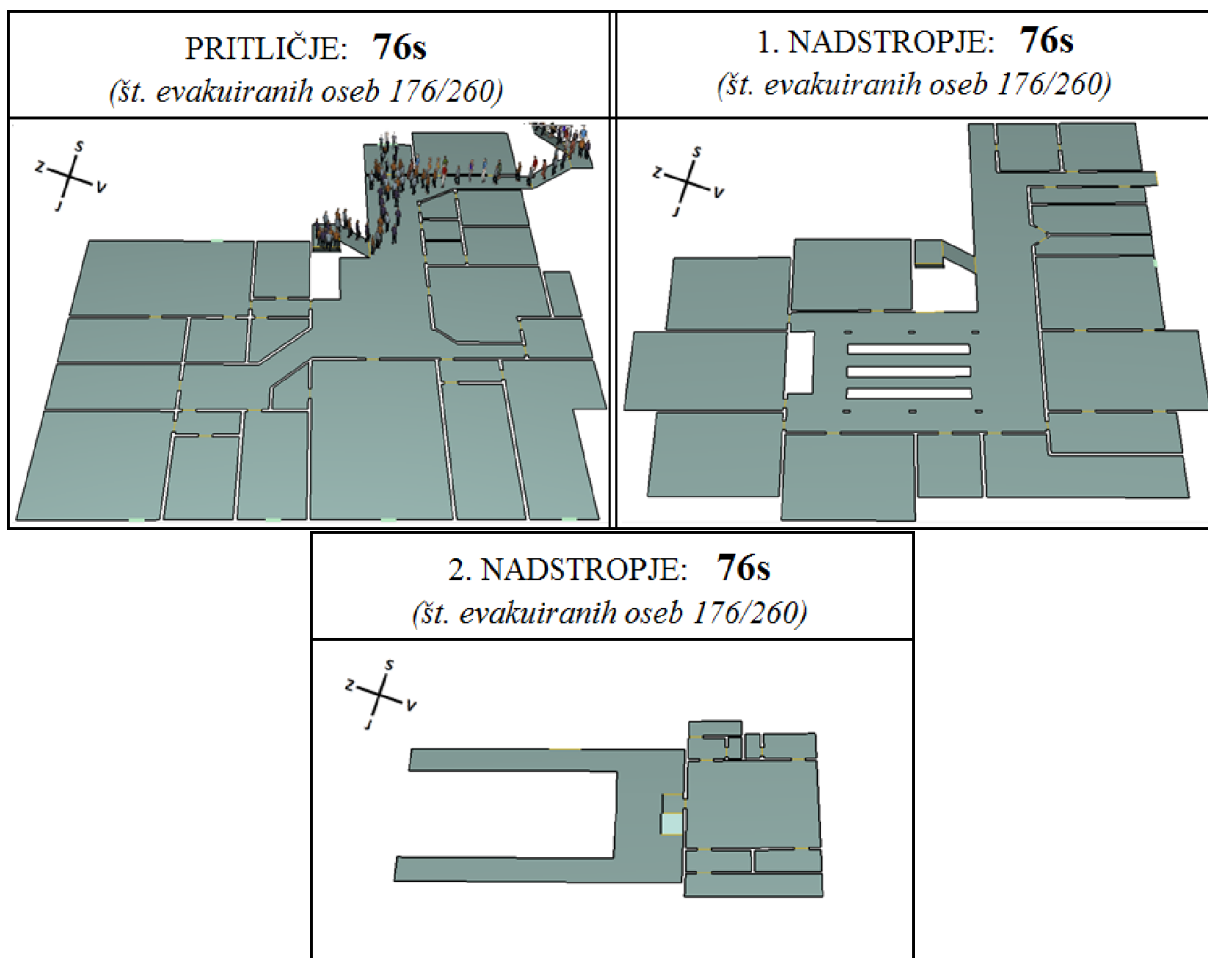 PRITLIČJE: 76s
(št. evakuiranih oseb 176/260)
S
Z
V
J
1. NADSTROPJE: 76s
(št. evakuiranih oseb 176/260)
S
Z
V
J
2. NADSTROPJE: 76s
(št. evakuiranih oseb 176/260)
S
Z
V
J